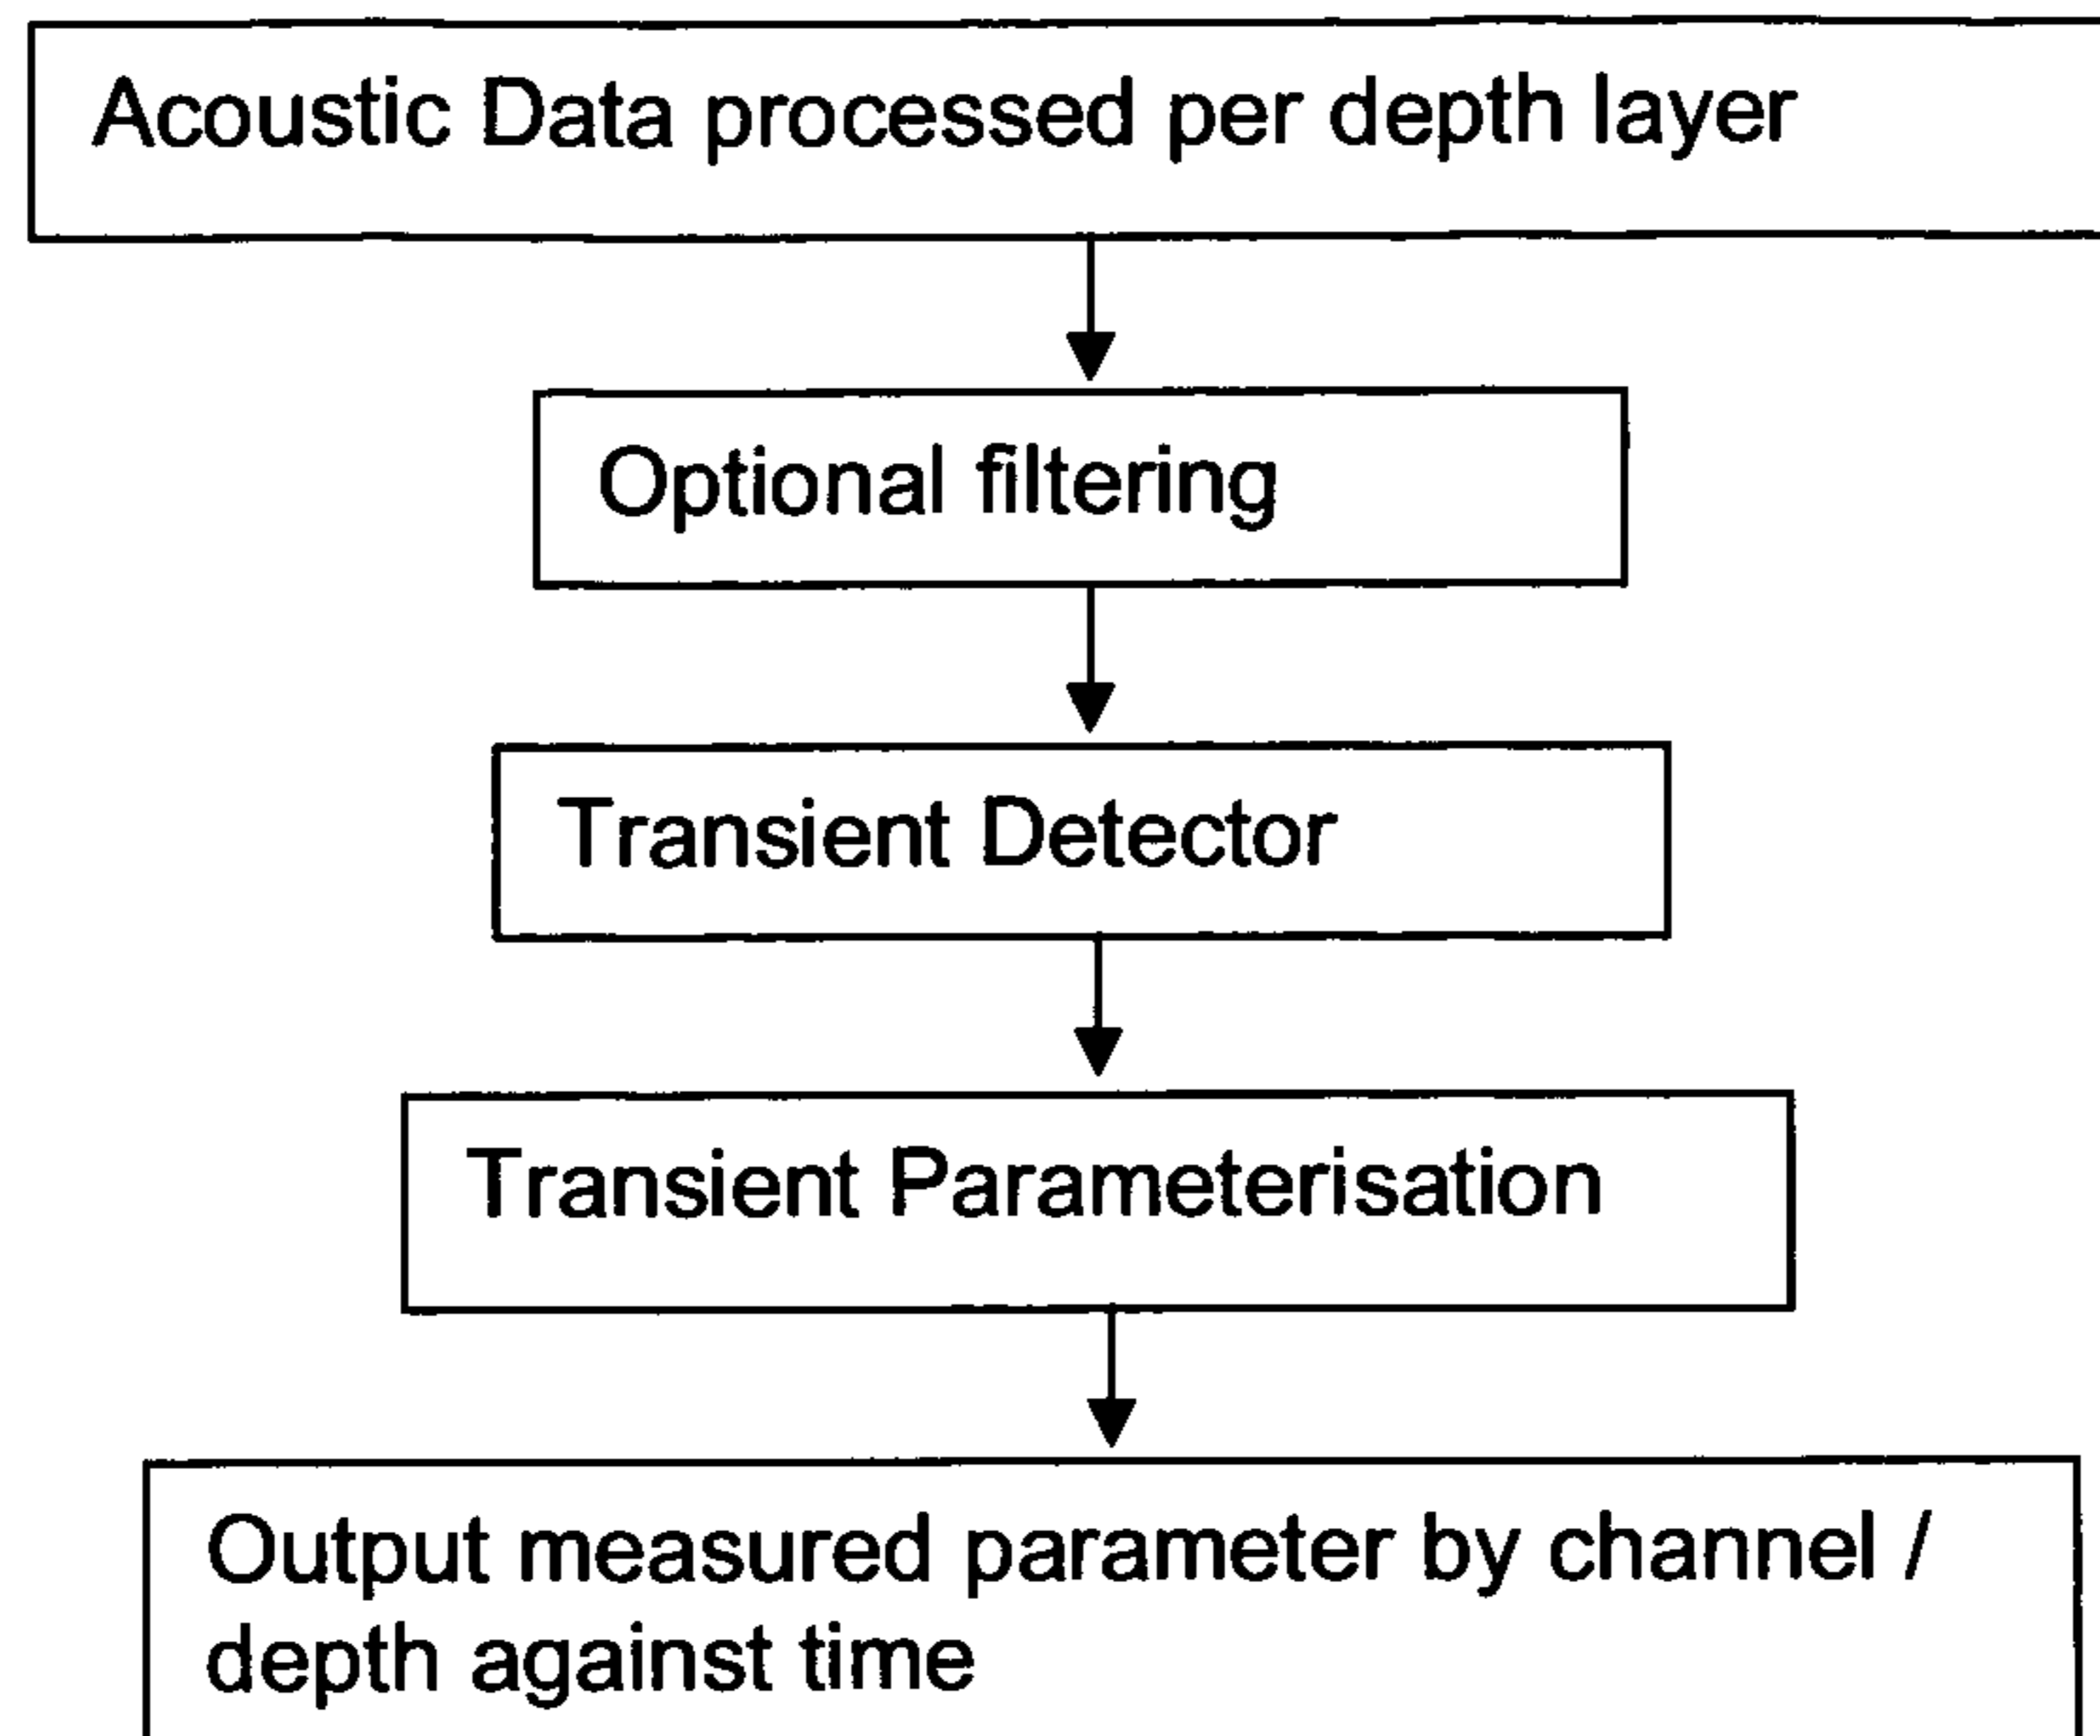 Acoustic Data processed per depth layer
Optional filtering
Transient Detector
Transient Parameterisation
Output measured parameter by channel /
depth against time